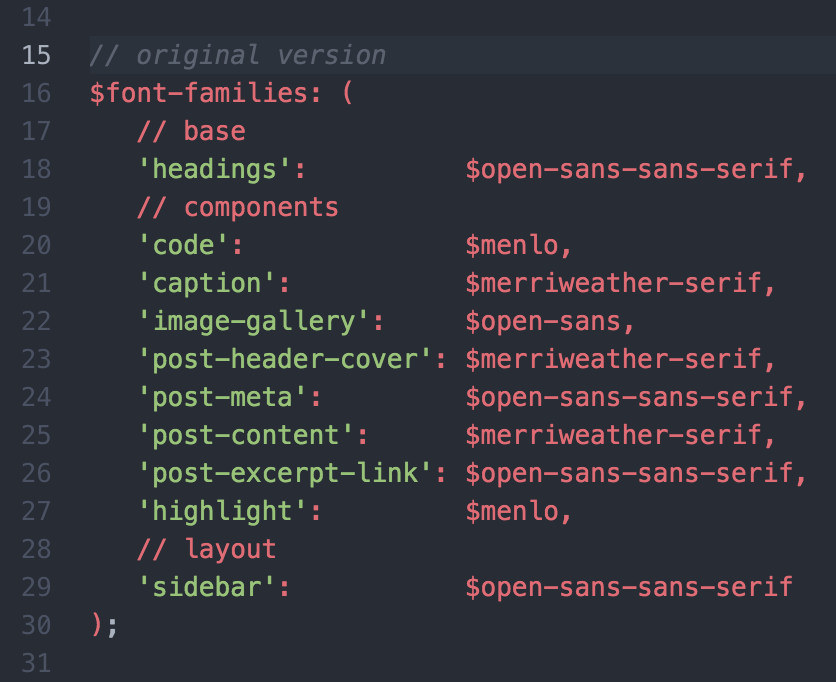 14
15 // original version
16 $font-families: (
17    // base
18    'headings':          $open-sans-sans-serif,
19    // components
20    'code':              $menlo,
21    'caption':           $merriweather-serif,
22    'image-gallery':     $open-sans,
23    'post-header-cover': $merriweather-serif,
24    'post-meta':         $open-sans-sans-serif,
25    'post-content':      $merriweather-serif,
26    'post-excerpt-link': $open-sans-sans-serif,
27    'highlight':         $menlo,
28    // layout
29    'sidebar':           $open-sans-sans-serif
30 );
31